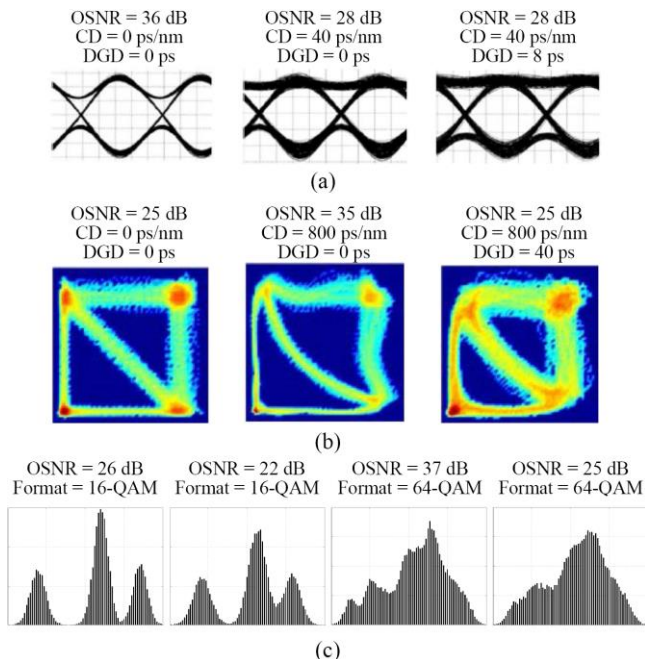 OSNR = 36 dB OSNR = 28 dB OSNR = 28 dB
CD = 0 ps/nm CD = 40 ps/nm CD = 40 ps/nm
DGD = 0 ps DGD = 0 ps DGD = 8 ps
(a)
OSNR = 25 dB OSNR = 35 dB OSNR = 25 dB
CD = 0 ps/nm CD = 800 ps/nm CD = 800 ps/nm
DGD = 0 ps DGD = 0 ps DGD = 40 ps
(b)
OSNR = 26 dB OSNR = 22 dB OSNR = 37 dB OSNR = 25 dB
Format = 16-QAM Format = 16-QAM Format = 64-QAM Format = 64-QAM
(c)